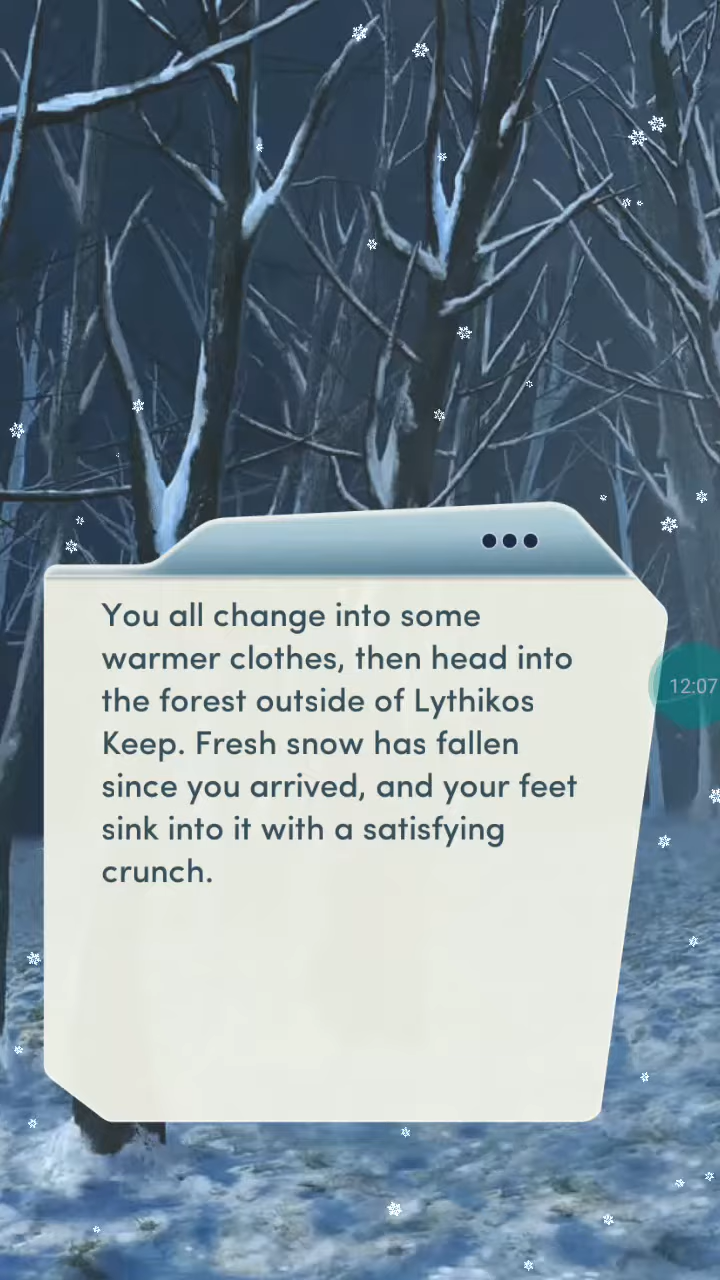 You all change into some
warmer clothes, then head into
the forest outside of Lythikos
Keep. Fresh snow has fallen
since you arrived, and your feet
sink into it with a satisfying
crunch.
12:07